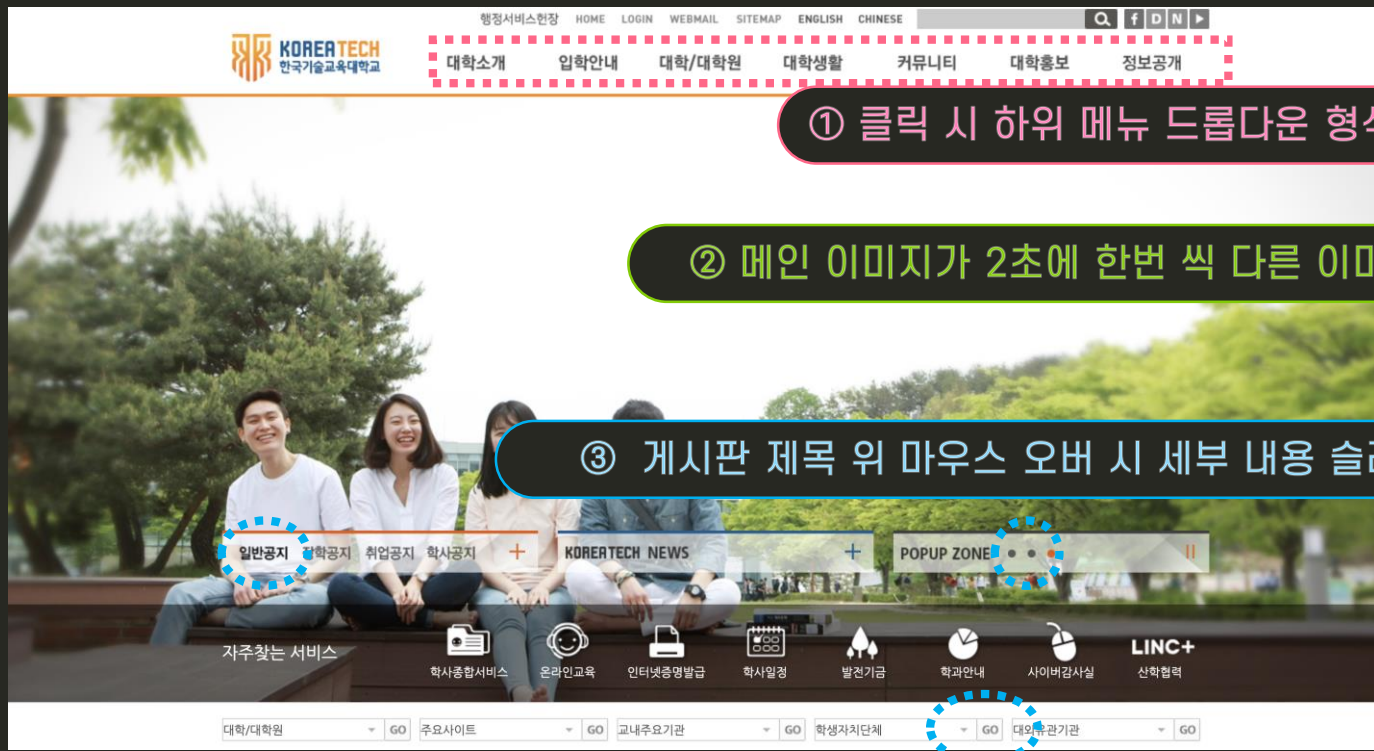 행정서비스헌장 HOME LOGIN WEBMAIL SITEMAP ENGLISH CHINESE
f D N
KOREATECH
한국기술교육대학교
대학소개 입학안내 대학/대학원 대학생활 커뮤니티 대학홍보 정보공개
① 클릭 시 하위 메뉴 드롭다운
② 메인 이미지가 2초에 한번 씩 다른
③ 게시판 제목 위 마우스 오버 시 세부 내용
일반공지 장학공지 취업공지 학사공지 +
KOREATECH NEWS +
POPUP ZONE
자주찾는 서비스
학사종합서비스 온라인교육 인터넷증명발급 학사일정 발전기금 학과안내 사이버감사실
LINC+
산학협력
대학/대학원 GO 주요사이트 GO 교내주요기관 GO 학생자치단체 GO 대외유관기관 GO